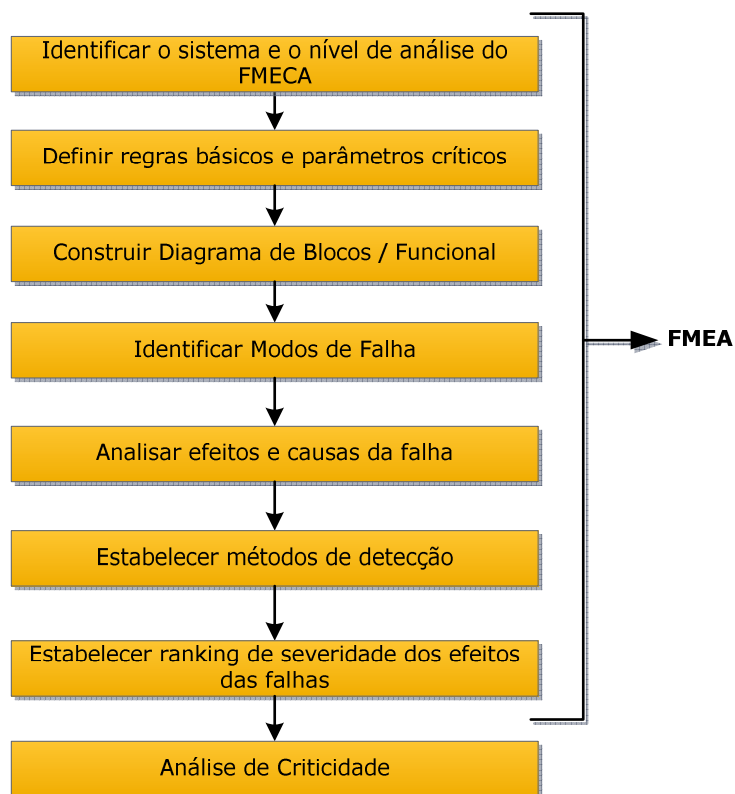 Identificar o sistema e o nível de análise do
FMECA
Definir regras básicos e parâmetros críticos
Construir Diagrama de Blocos / Funcional
Identificar Modos de Falha
FMEA
Analisar efeitos e causas da falha
Estabelecer métodos de detecção
Estabelecer ranking de severidade dos efeitos
das falhas
Análise de Criticidade